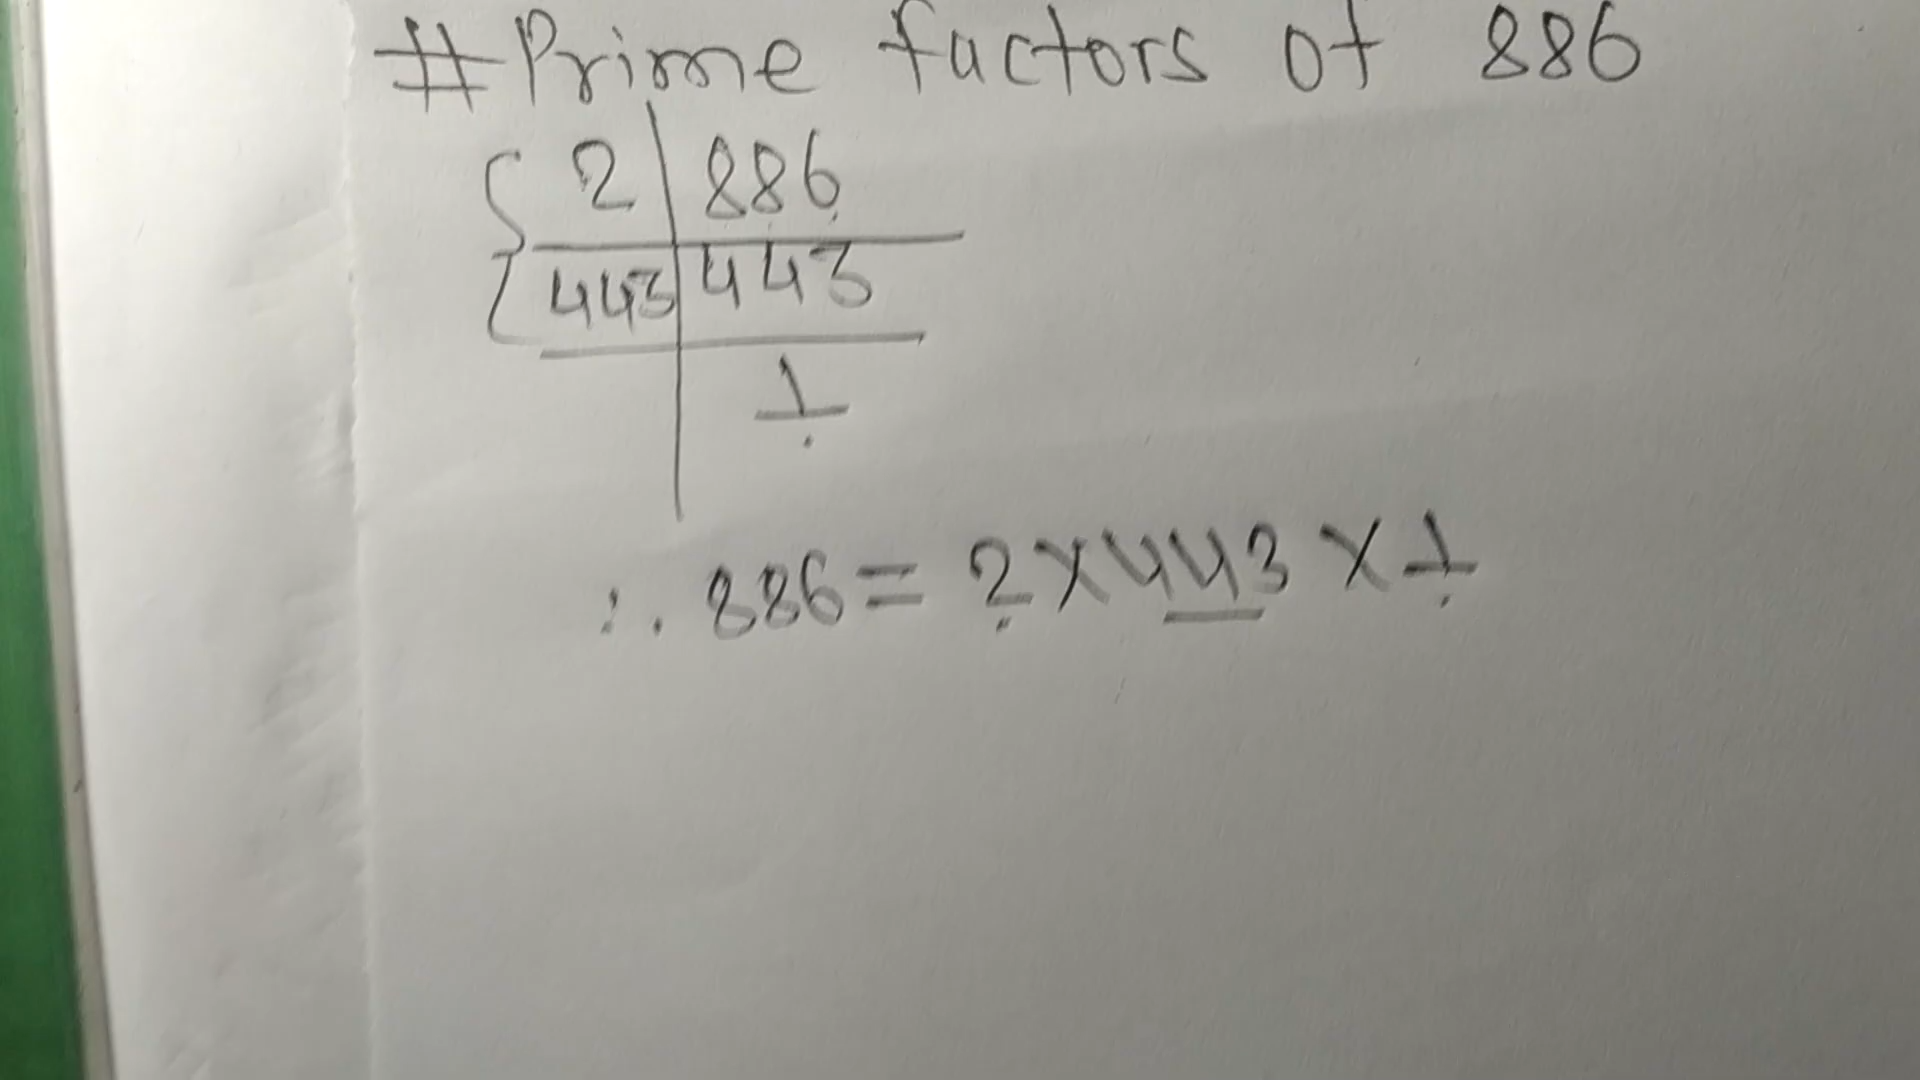 #Prime factors of 886
2 | 886
443 | 443
1
∴ 886 = 2 × 443 × 1